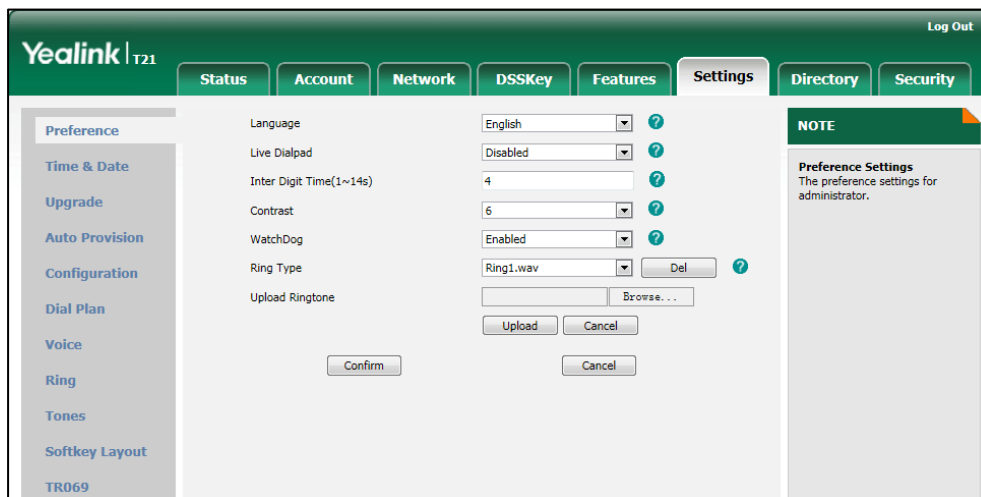 Log Out
Yealink T21
Status Account Network DSSKey Features Settings Directory Security
Preference
Time & Date
Upgrade
Auto Provision
Configuration
Dial Plan
Voice
Ring
Tones
Softkey Layout
TR069
Language English ?
Live Dialpad Disabled ?
Inter Digit Time(1~14s) 4 ?
Contrast 6 ?
WatchDog Enabled ?
Ring Type Ring1.wav Del ?
Upload Ringtone Browse...
Upload Cancel
Confirm Cancel
NOTE
Preference Settings
The preference settings for
administrator.